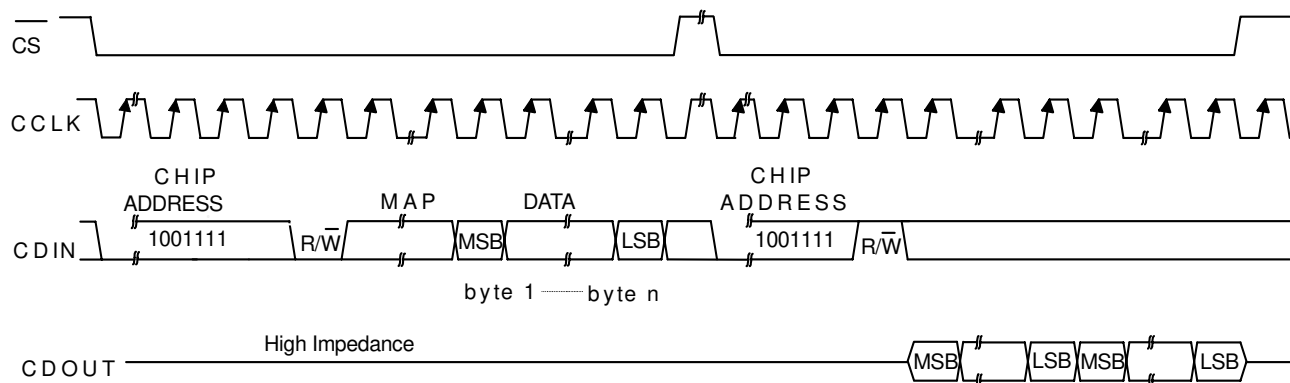 CS
CCLK
CHIP
ADDRESS
MAP
DATA
CHIP
ADDRESS
CDIN
1001111
R/W
MSB
LSB
1001111
R/W
byte 1 byte n
CDOUT
High Impedance
MSB
LSB
MSB
LSB